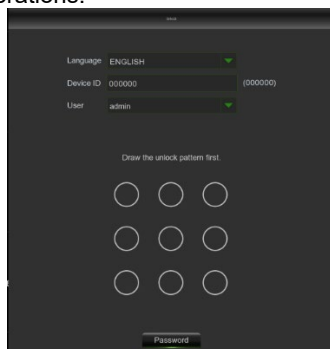 Language ENGLISH
Device ID 000000 (000000)
User admin
Draw the unlock pattern first.
Password